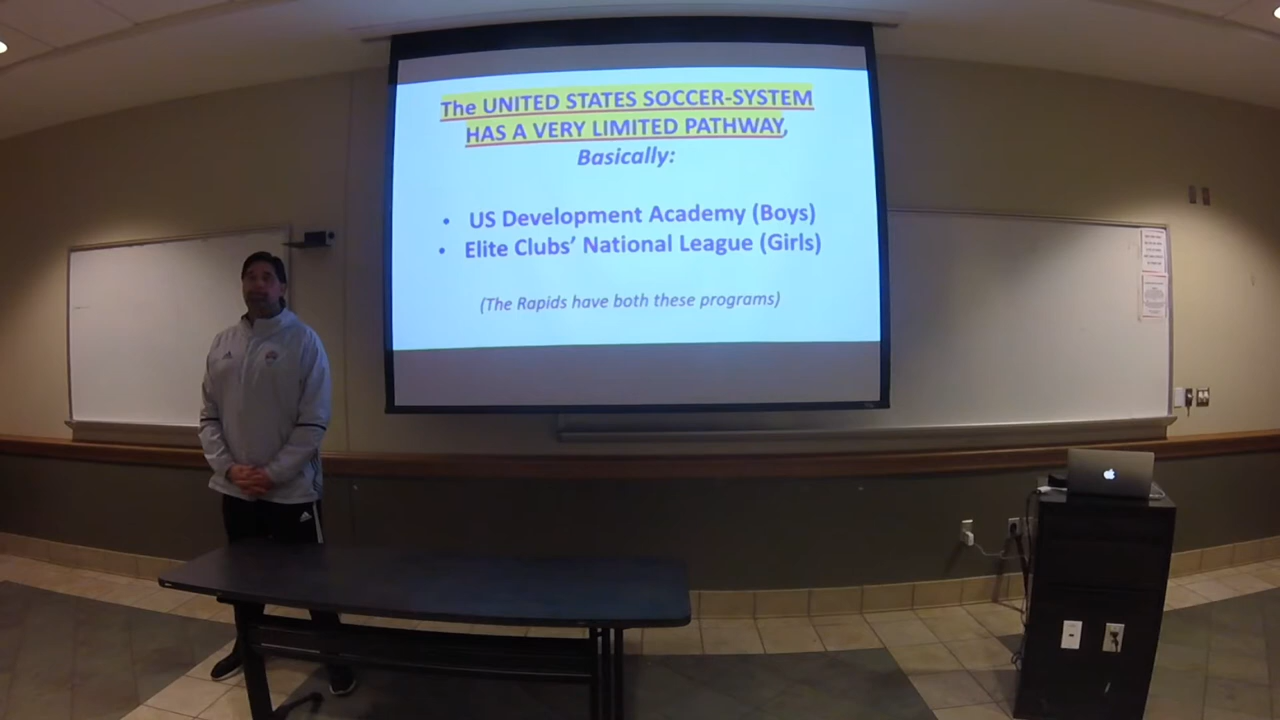 The UNITED STATES SOCCER-SYSTEM
HAS A VERY LIMITED PATHWAY,
Basically:
• US Development Academy (Boys)
• Elite Clubs’ National League (Girls)
(The Rapids have both these programs)